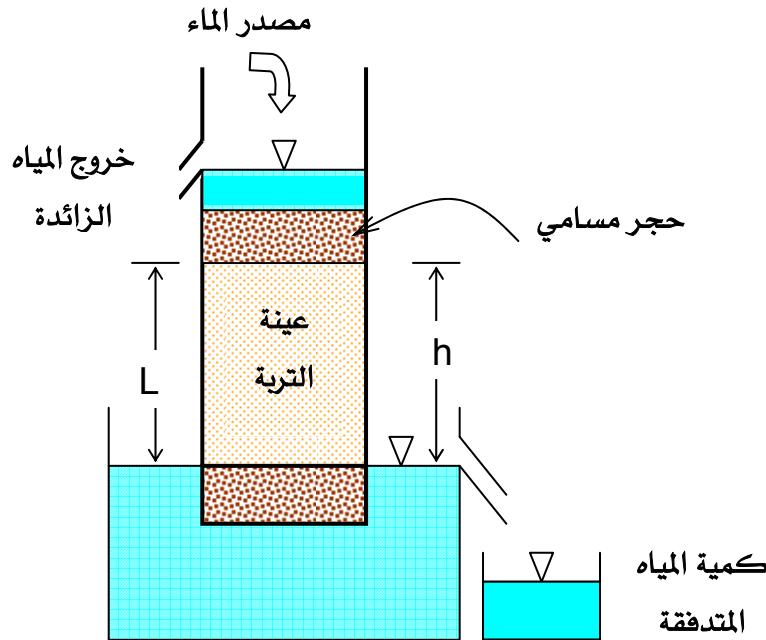 مصدر الماء
خروج المياه
الزائدة
حجر مسامي
عينة
التربة
L
h
كمية المياه
المتدفقة